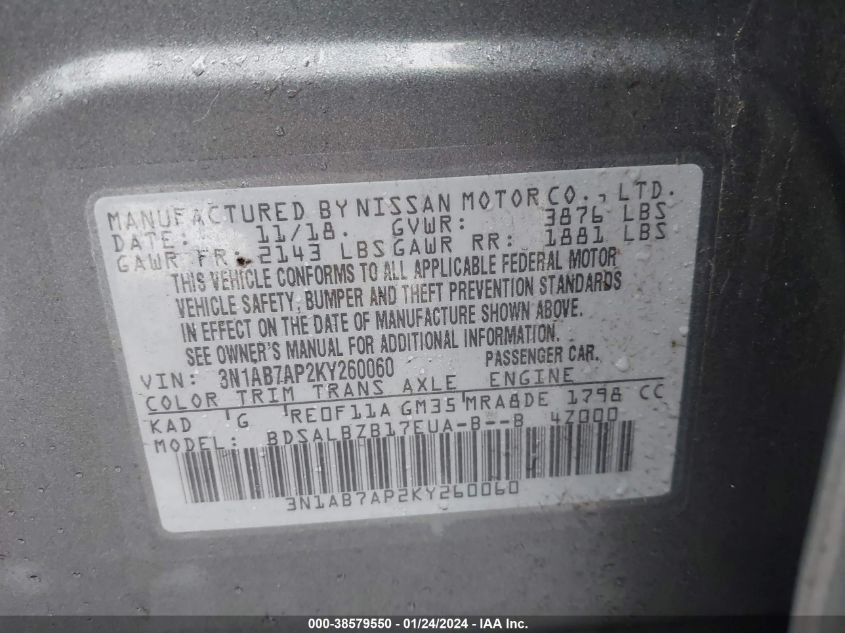 MANUFACTURED BY NISSAN MOTOR CO., LTD.
DATE: 11/18. GVWR: 3876 LBS
GAWR FR: 2143 LBS GAWR RR: 1881 LBS
THIS VEHICLE CONFORMS TO ALL APPLICABLE FEDERAL MOTOR
VEHICLE SAFETY, BUMPER AND THEFT PREVENTION STANDARDS
IN EFFECT ON THE DATE OF MANUFACTURE SHOWN ABOVE.
SEE OWNER'S MANUAL FOR ADDITIONAL INFORMATION.
VIN: 3N1AB7AP2KY260060 PASSENGER CAR.
COLOR TRIM TRANS AXLE ENGINE
KAD G RE0F11A GM35 MRA8DE 1798 CC
MODEL: BDSALBZB17EUA-B--B 4Z000
3N1AB7AP2KY260060
000-38579550 - 01/24/2024 - IAA Inc.